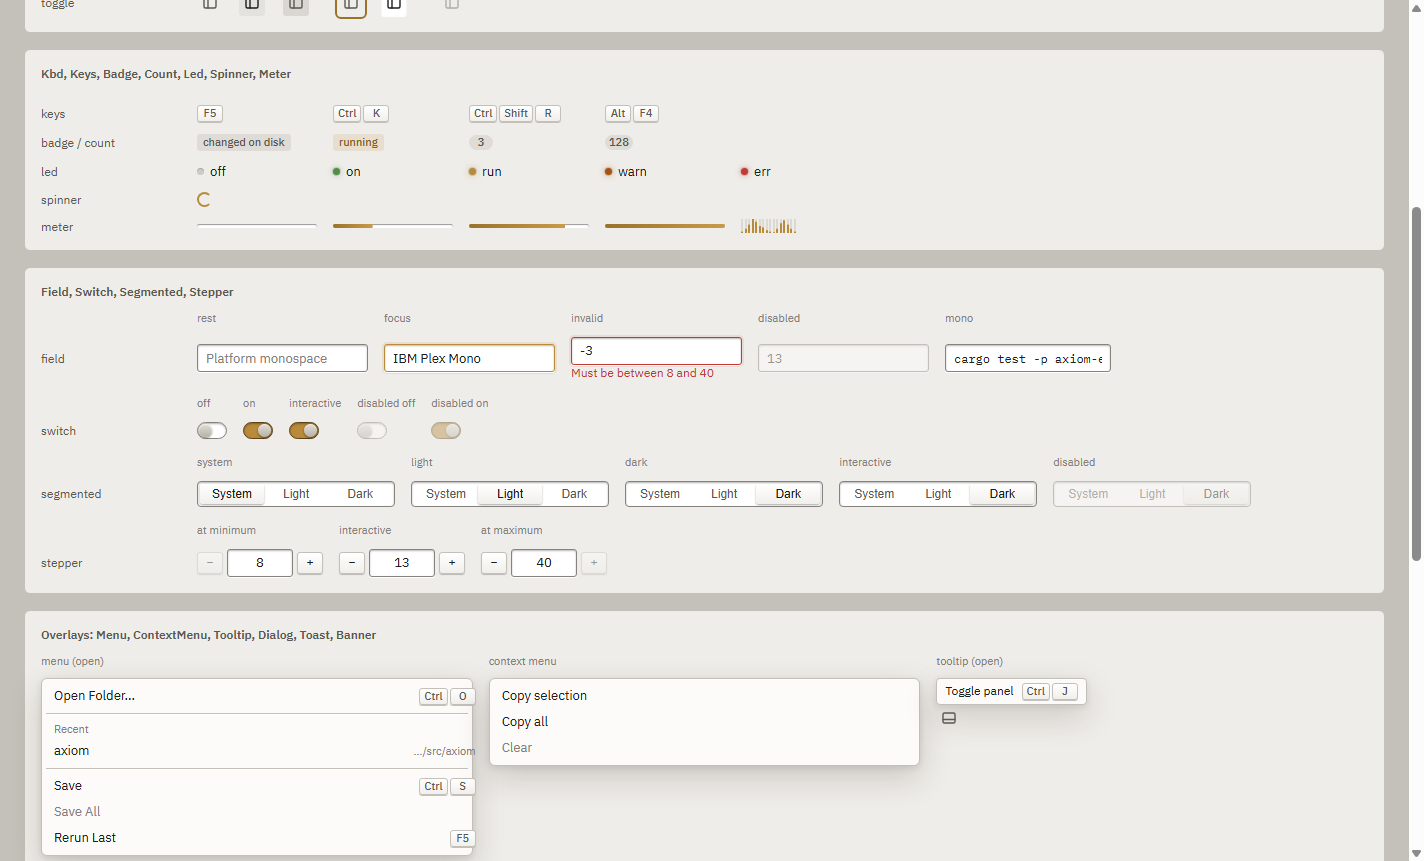 toggle
Kbd, Keys, Badge, Count, Led, Spinner, Meter
keys F5 Ctrl K Ctrl Shift R Alt F4
badge / count changed on disk running 3 128
led off on run warn err
spinner
meter
Field, Switch, Segmented, Stepper
rest focus invalid disabled mono
field Platform monospace IBM Plex Mono -3 13 cargo test -p axiom-e
Must be between 8 and 40
off on interactive disabled off disabled on
switch
system light dark interactive disabled
segmented System Light Dark System Light Dark System Light Dark System Light Dark System Light Dark
at minimum interactive at maximum
stepper − 8 + − 13 + − 40 +
Overlays: Menu, ContextMenu, Tooltip, Dialog, Toast, Banner
menu (open) context menu tooltip (open)
Open Folder... Ctrl O
Recent
axiom .../src/axiom
Save Ctrl S
Save All
Rerun Last F5
Copy selection
Copy all
Clear
Toggle panel Ctrl J